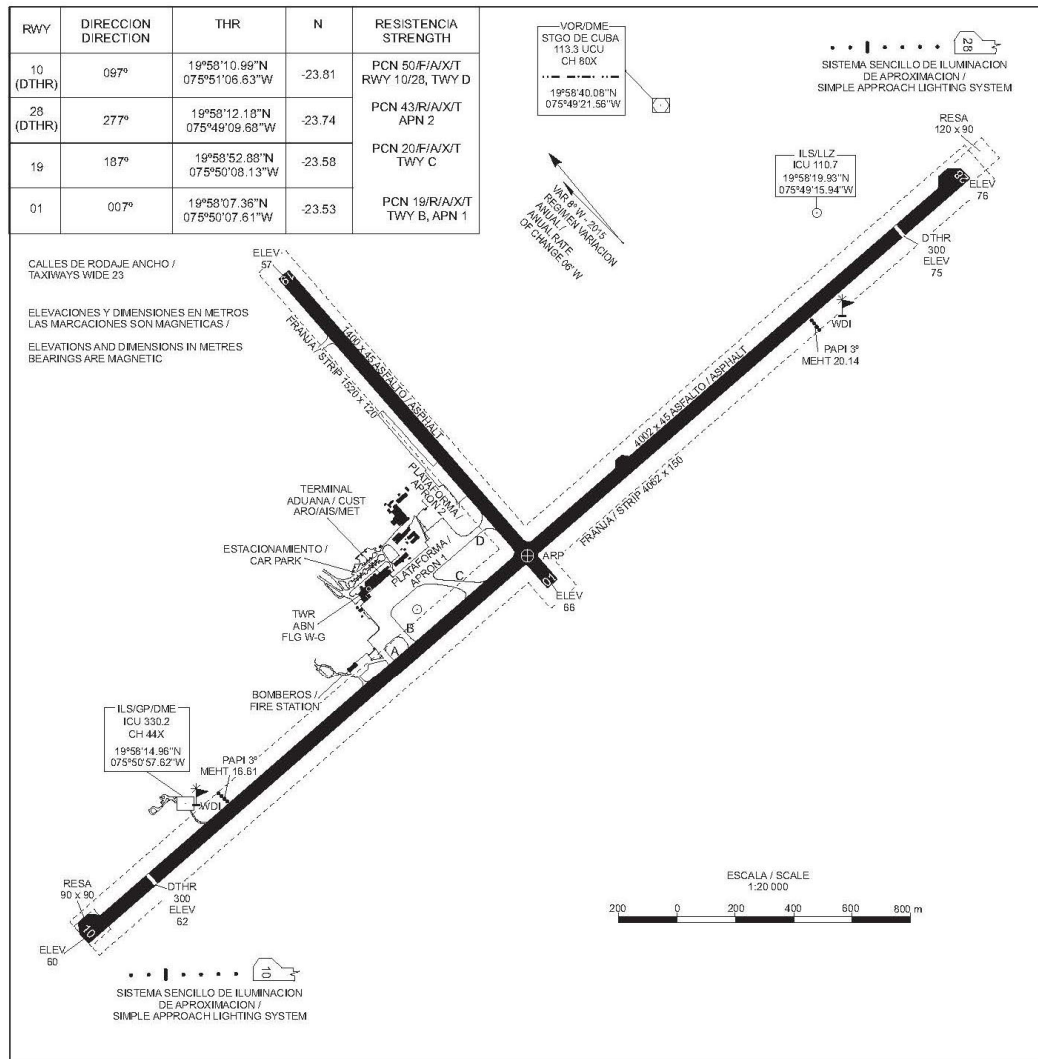 RWY
DIRECCION
DIRECTION
THR
N
RESISTENCIA
STRENGTH
10
(DTHR)
097º
19º58'10.99"N
075º51'06.63"W
-23.81
PCN 50/F/A/X/T
RWY 10/28, TWY D
28
(DTHR)
277º
19º58'12.18"N
075º49'09.68"W
-23.74
PCN 43/R/A/X/T
APN 2
19
187º
19º58'52.88"N
075º50'08.13"W
-23.58
PCN 20/F/A/X/T
TWY C
01
007º
19º58'07.36"N
075º50'07.61"W
-23.53
PCN 19/R/A/X/T
TWY B, APN 1
VOR/DME
STGO DE CUBA
113.3 UCU
CH 80X
19º58'40.08"N
075º49'21.56"W
28
SISTEMA SENCILLO DE ILUMINACION
DE APROXIMACION /
SIMPLE APPROACH LIGHTING SYSTEM
RESA
120 x 90
ILS/LLZ
ICU 110.7
19º58'19.93"N
075º49'15.94"W
28
ELEV
76
VAR 8º W - 2015
REGIMEN VARIACION
ANUAL /
ANUAL RATE
OF CHANGE 06' W
DTHR
300
ELEV
75
CALLES DE RODAJE ANCHO /
TAXIWAYS WIDE 23
ELEVACIONES Y DIMENSIONES EN METROS
LAS MARCACIONES SON MAGNETICAS /
ELEVATIONS AND DIMENSIONS IN METRES
BEARINGS ARE MAGNETIC
ELEV
57
19
WDI
PAPI 3º
MEHT 20.14
1400 x 45 ASFALTO / ASPHALT
FRANJA / STRIP 1520 X 120
4002 x 45 ASFALTO / ASPHALT
FRANJA / STRIP 4062 x 150
PLATAFORMA /
APRON 2
TERMINAL
ADUANA / CUST
ARO/AIS/MET
ESTACIONAMIENTO /
CAR PARK
PLATAFORMA /
APRON 1
D
C
ARP
01
ELEV
66
TWR
ABN
FLG W-G
B
A
BOMBEROS /
FIRE STATION
ILS/GP/DME
ICU 330.2
CH 44X
19º58'14.96"N
075º50'57.62"W
PAPI 3º
MEHT 16.61
WDI
RESA
90 x 90
DTHR
300
ELEV
62
10
ELEV
60
ESCALA / SCALE
1:20 000
200 0 200 400 600 800 m
10
SISTEMA SENCILLO DE ILUMINACION
DE APROXIMACION /
SIMPLE APPROACH LIGHTING SYSTEM